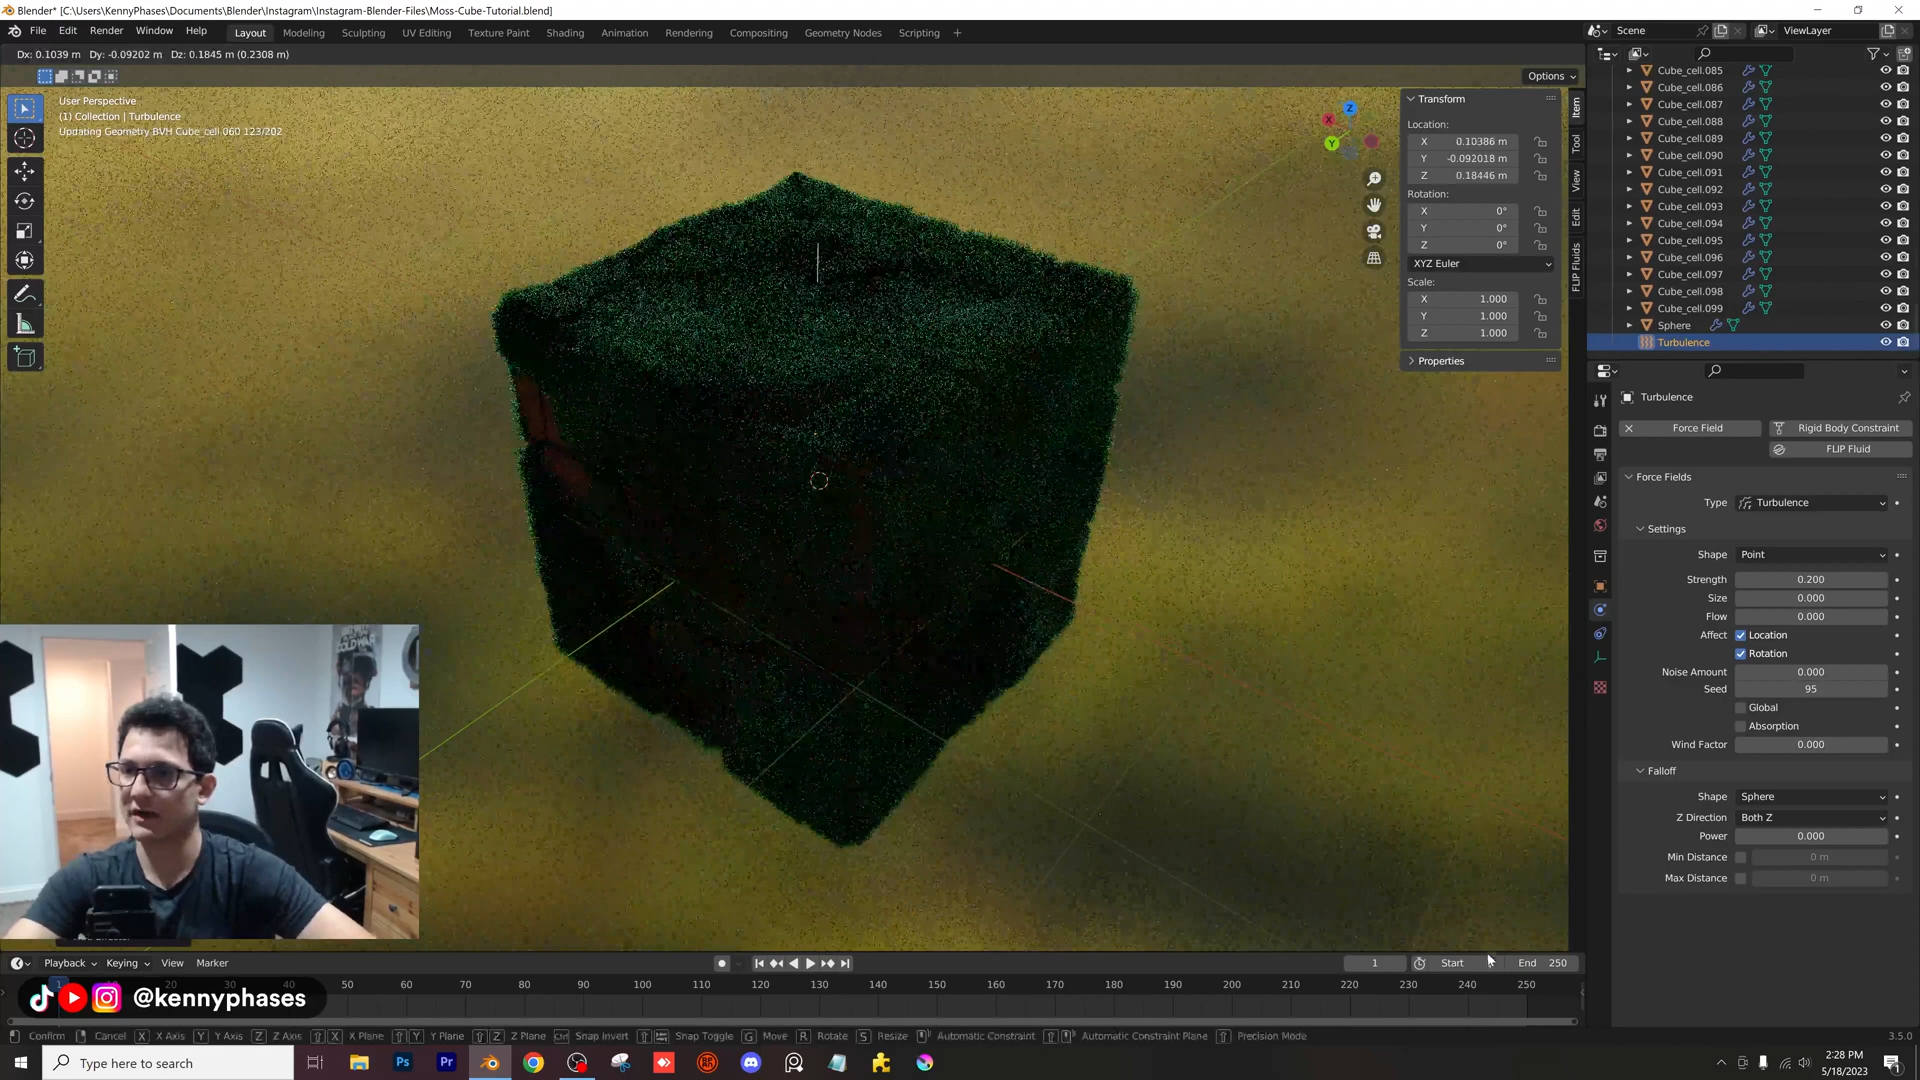 Blender* [C:\Users\KennyPhases\Documents\Blender\Instagram\Instagram-Blender-Files\Moss-Cube-Tutorial.blend]
File Edit Render Window Help Layout Modeling Sculpting UV Editing Texture Paint Shading Animation Rendering Compositing Geometry Nodes Scripting +
Scene ViewLayer
Dx: 0.1039 m Dy: -0.09202 m Dz: 0.1845 m (0.2308 m)
Options
User Perspective
(1) Collection | Turbulence
Updating Geometry BVH Cube_cell.060 123/202
Z
X
Y
Transform
Location:
X 0.10386 m
Y -0.092018 m
Z 0.18446 m
Rotation:
X 0°
Y 0°
Z 0°
XYZ Euler
Scale:
X 1.000
Y 1.000
Z 1.000
Properties
Item
Tool
View
Edit
FLIP Fluids
Cube_cell.085
Cube_cell.086
Cube_cell.087
Cube_cell.088
Cube_cell.089
Cube_cell.090
Cube_cell.091
Cube_cell.092
Cube_cell.093
Cube_cell.094
Cube_cell.095
Cube_cell.096
Cube_cell.097
Cube_cell.098
Cube_cell.099
Sphere
Turbulence
Turbulence
Force Field Rigid Body Constraint
FLIP Fluid
Force Fields
Type Turbulence
Settings
Shape Point
Strength 0.200
Size 0.000
Flow 0.000
Affect Location
Rotation
Noise Amount 0.000
Seed 95
Global
Absorption
Wind Factor 0.000
Falloff
Shape Sphere
Z Direction Both Z
Power 0.000
Min Distance 0 m
Max Distance 0 m
COLD WAR
Playback Keying View Marker
1 Start End 250
1 50 60 70 80 90 100 110 120 130 140 150 160 170 180 190 200 210 220 230 240 250
@kennyphases
Confirm Cancel X X Axis Y Y Axis Z Z Axis X X Plane Y Y Plane Z Z Plane Ctrl Snap Invert Snap Toggle G Move R Rotate S Resize Automatic Constraint Automatic Constraint Plane Precision Mode
3.5.0
Type here to search
Ps
Pr
2:28 PM
5/18/2023
1